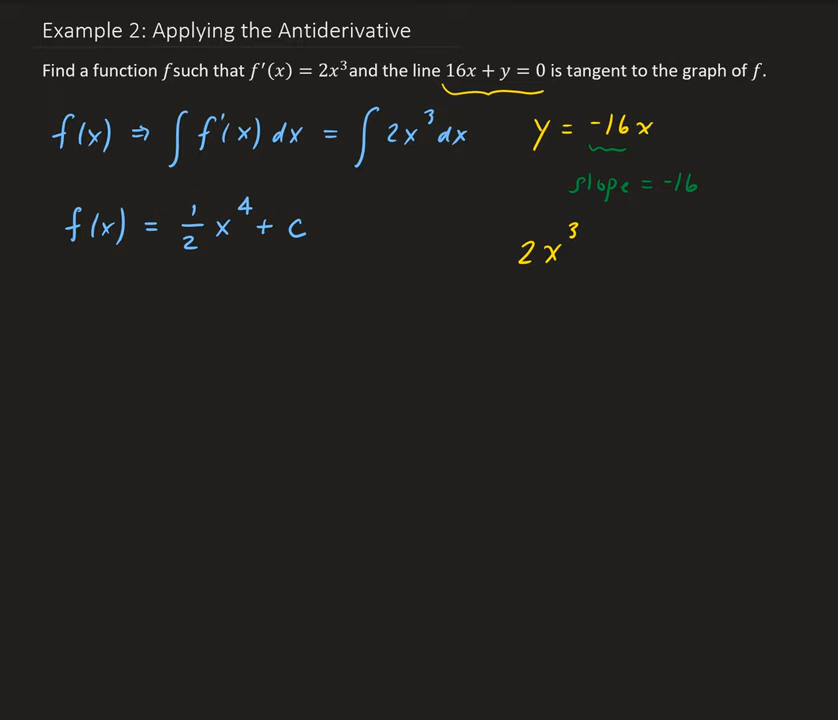 Example 2: Applying the Antiderivative
Find a function f such that f′(x) = 2x³ and the line 16x + y = 0 is tangent to the graph of f.
f(x) ⇒ ∫ f'(x) dx = ∫ 2x³ dx
y = -16x
slope = -16
f(x) = 1/2 x⁴ + c
2x³